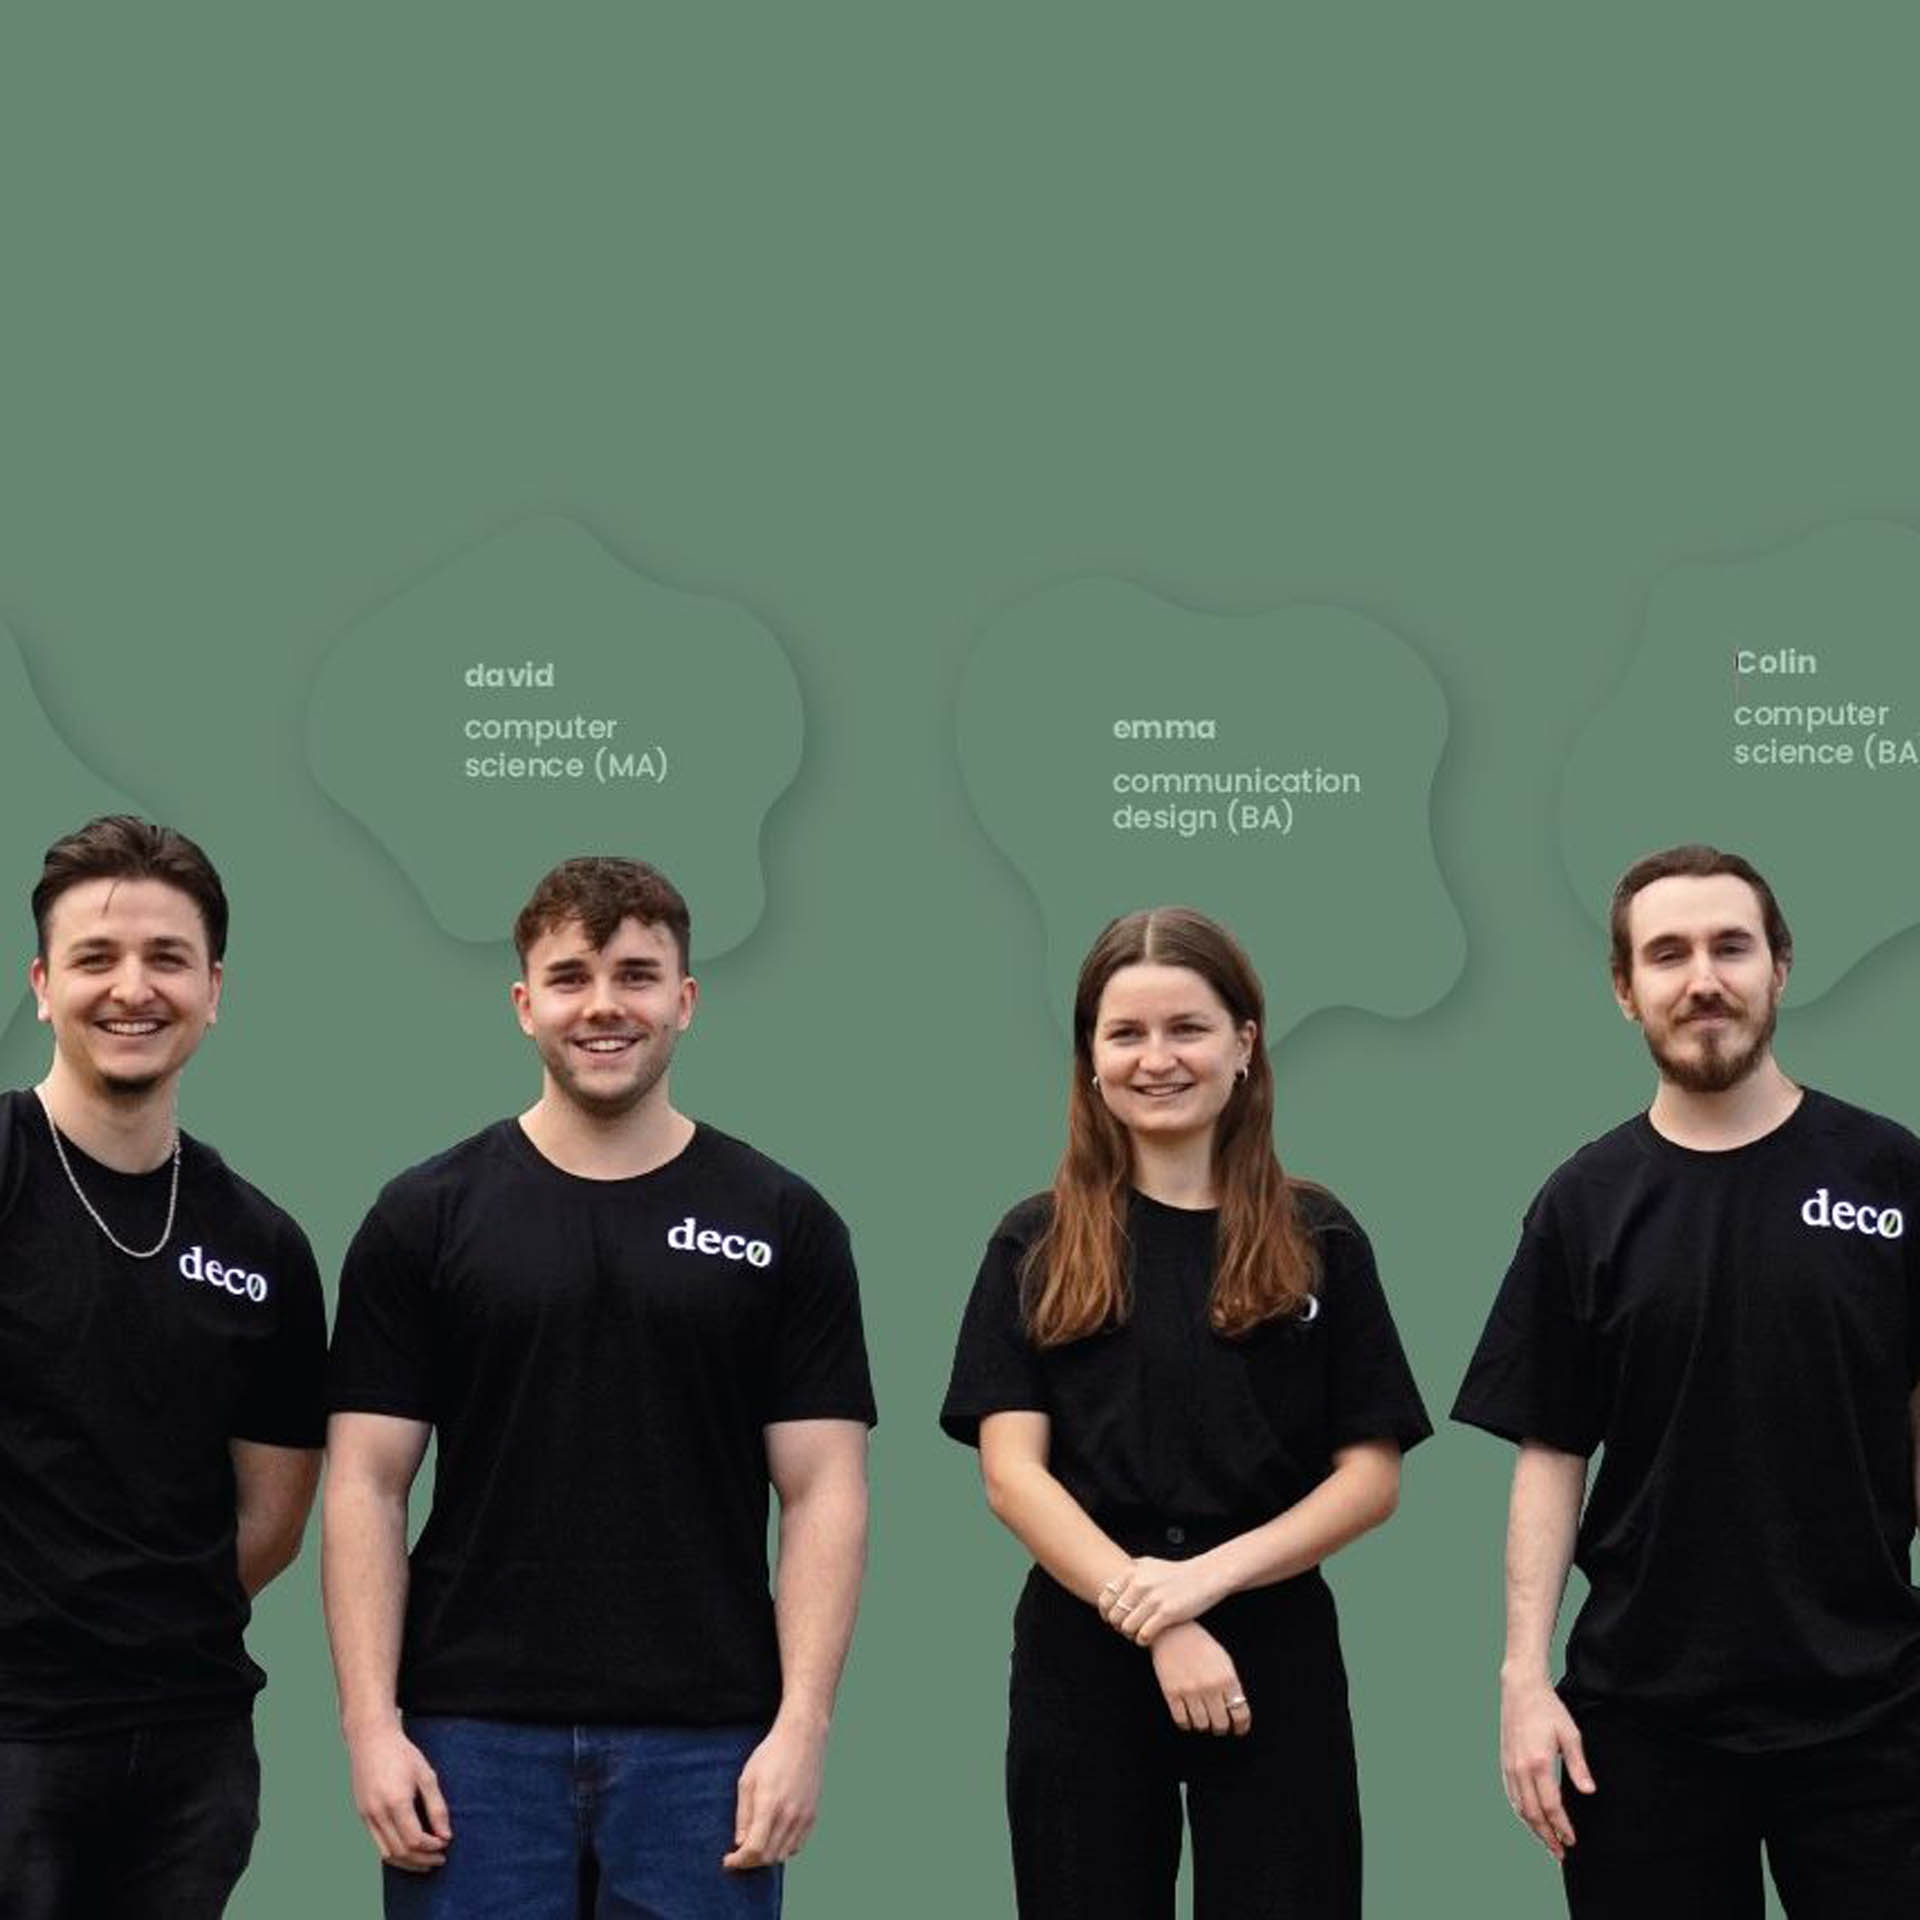 david
computer
science (MA)
emma
communication
design (BA)
Colin
computer
science (BA
deco
deco
deco